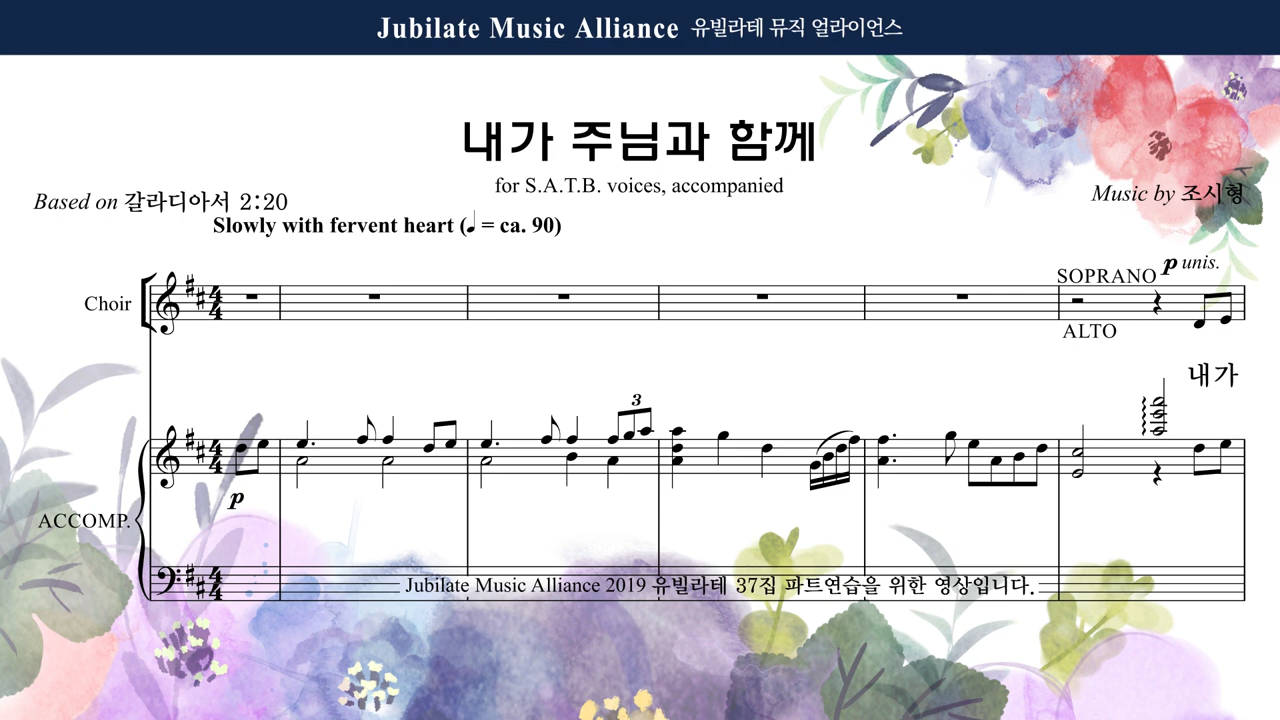 Jubilate Music Alliance 유빌라테 뮤직 얼라이언스
내가 주님과 함께
for S.A.T.B. voices, accompanied
Based on 갈라디아서 2:20
Music by 조시형
Slowly with fervent heart (♩ = ca. 90)
SOPRANO p unis.
Choir
ALTO
내가
3
p
ACCOMP.
Jubilate Music Alliance 2019 유빌라테 37집 파트연습을 위한 영상입니다.